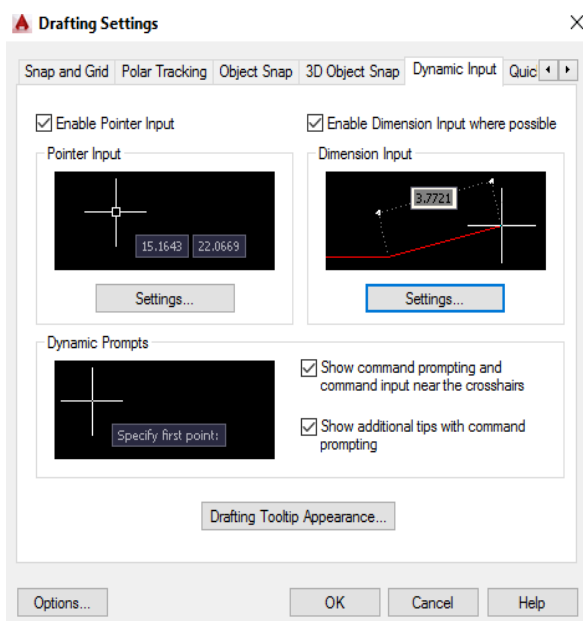 Drafting Settings
Snap and Grid Polar Tracking Object Snap 3D Object Snap Dynamic Input Quic
Enable Pointer Input
Enable Dimension Input where possible
Pointer Input
Dimension Input
3.7721
15.1643 22.0669
Settings...
Settings...
Dynamic Prompts
Show command prompting and
command input near the crosshairs
Specify first point:
Show additional tips with command
prompting
Drafting Tooltip Appearance...
Options...
OK
Cancel
Help